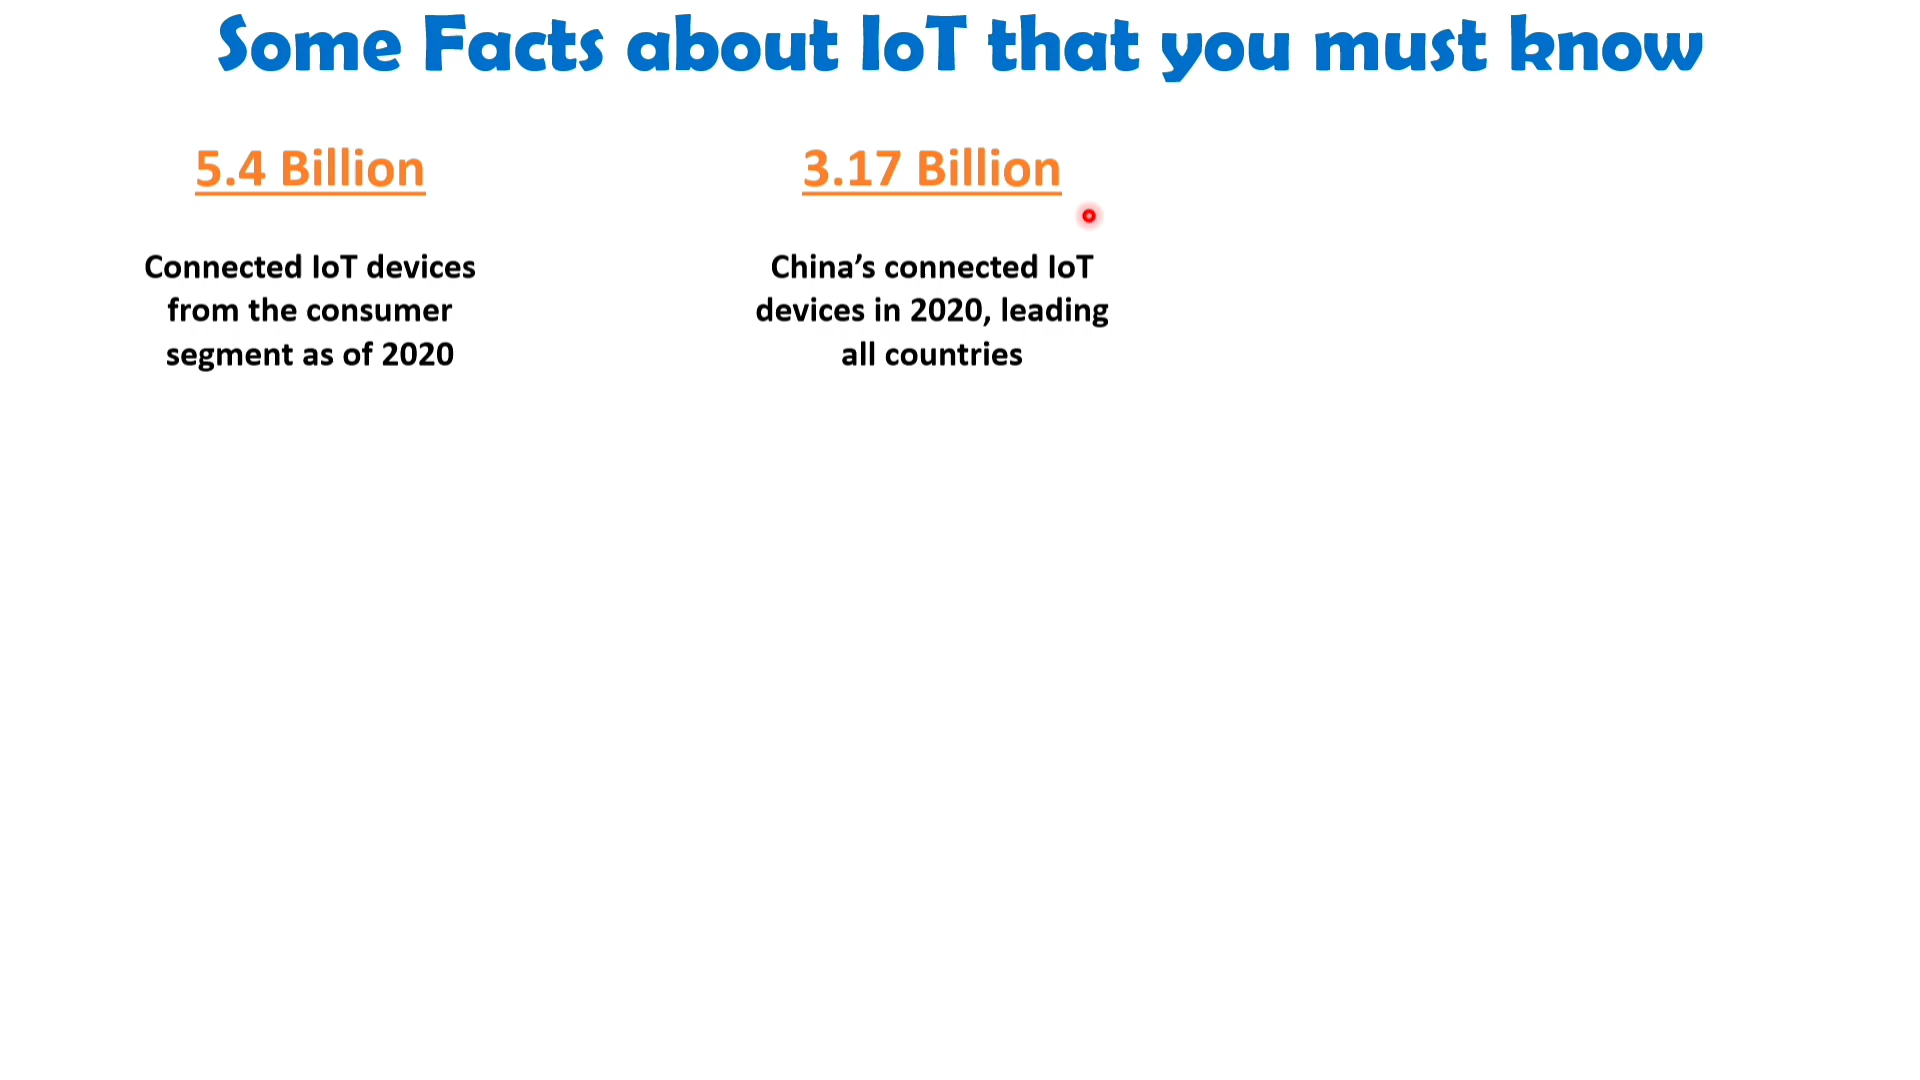 Some Facts about IoT that you must know
5.4 Billion
Connected IoT devices
from the consumer
segment as of 2020
3.17 Billion
China’s connected IoT
devices in 2020, leading
all countries